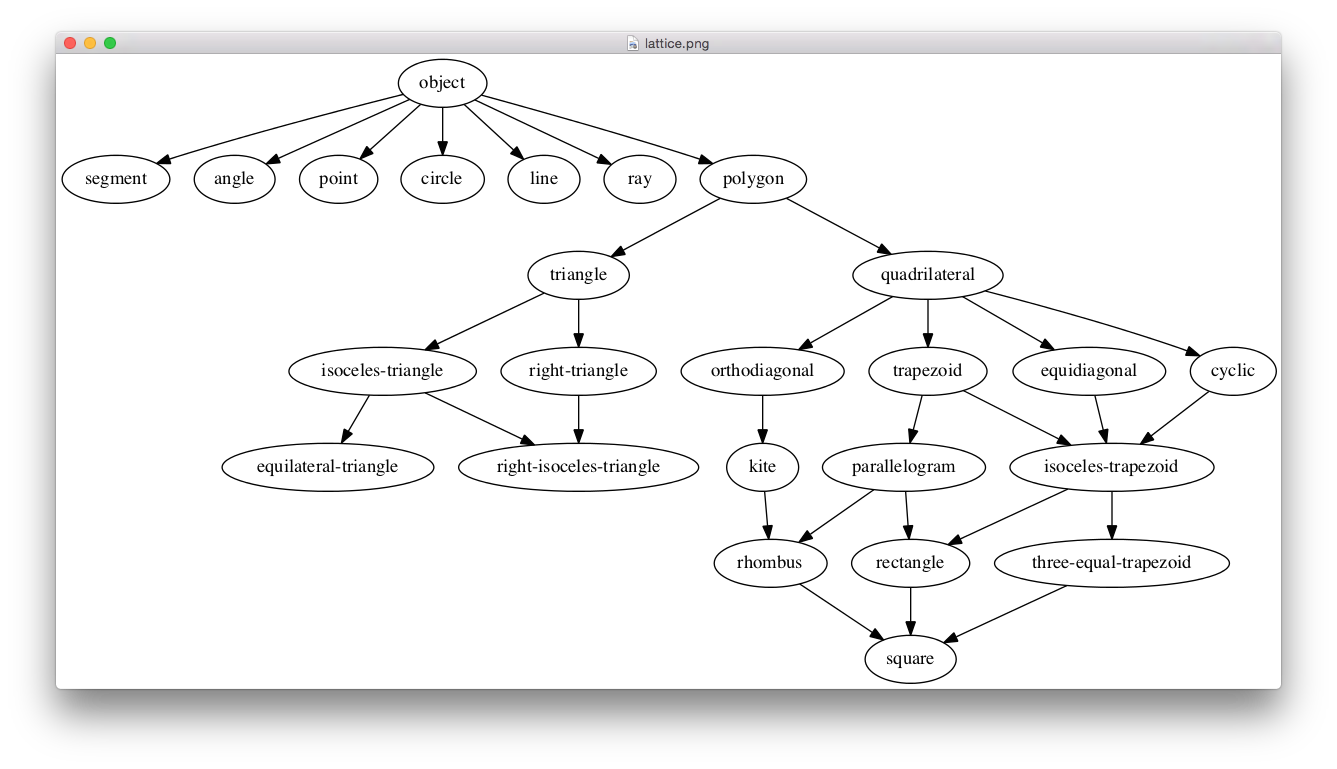 lattice.png
object
segment
angle
point
circle
line
ray
polygon
triangle
quadrilateral
isoceles-triangle
right-triangle
orthodiagonal
trapezoid
equidiagonal
cyclic
equilateral-triangle
right-isoceles-triangle
kite
parallelogram
isoceles-trapezoid
rhombus
rectangle
three-equal-trapezoid
square